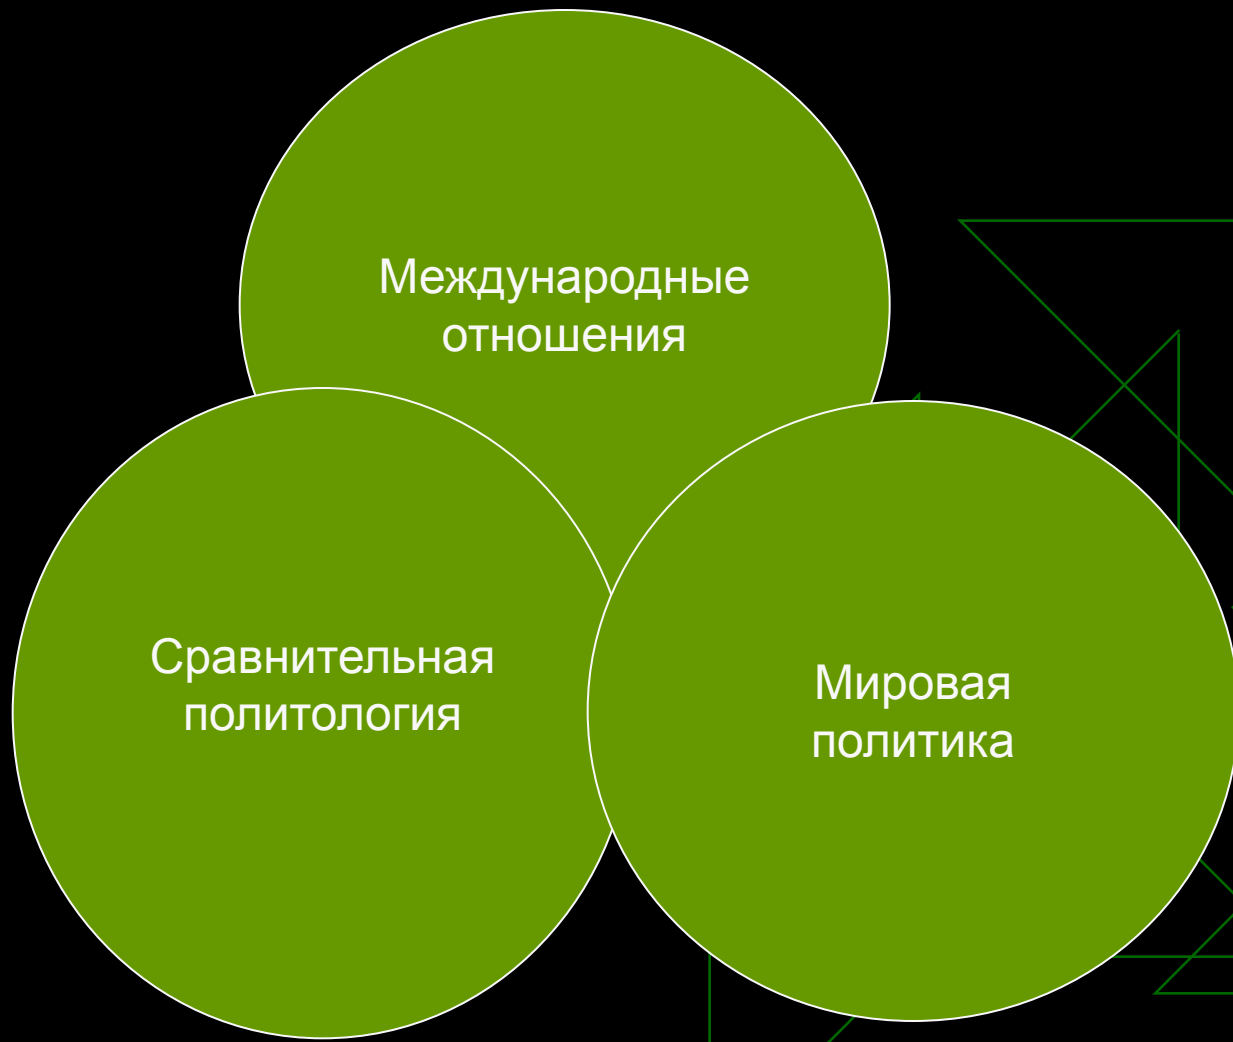 Международные
отношения
Сравнительная
политология
Мировая
политика